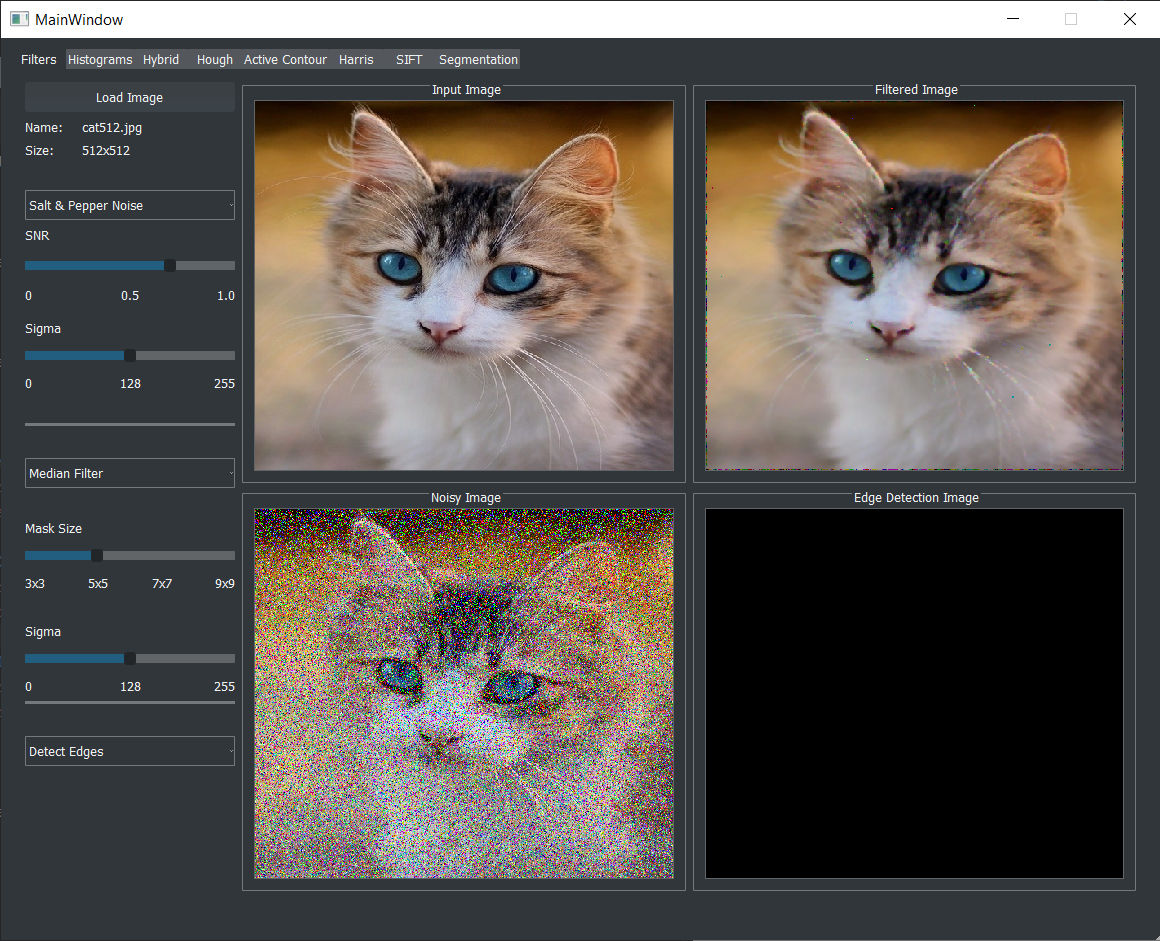 MainWindow
Filters Histograms Hybrid Hough Active Contour Harris SIFT Segmentation
Load Image
Name: cat512.jpg
Size: 512x512
Salt & Pepper Noise
SNR
0 0.5 1.0
Sigma
0 128 255
Median Filter
Mask Size
3x3 5x5 7x7 9x9
Sigma
0 128 255
Detect Edges
Input Image
Filtered Image
Noisy Image
Edge Detection Image